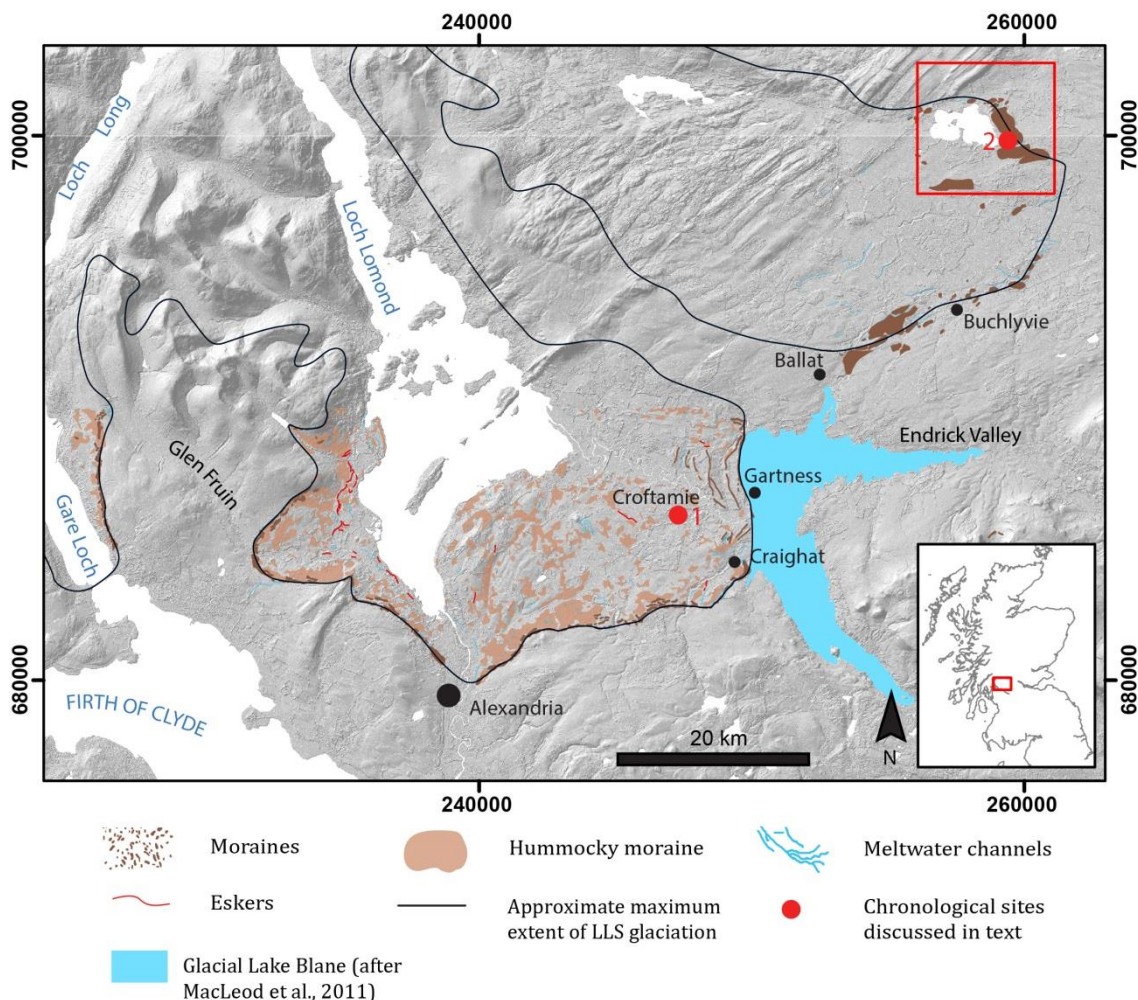 240000
260000
700000
700000
Loch Long
Loch Lomond
2
Buchlyvie
Ballat
Endrick Valley
Glen Fruin
Gartness
Croftamie
1
Gare Loch
Craighat
680000
680000
FIRTH OF CLYDE
Alexandria
20 km
N
240000
260000
Moraines
Hummocky moraine
Meltwater channels
Eskers
Approximate maximum
extent of LLS glaciation
Chronological sites
discussed in text
Glacial Lake Blane (after
MacLeod et al., 2011)